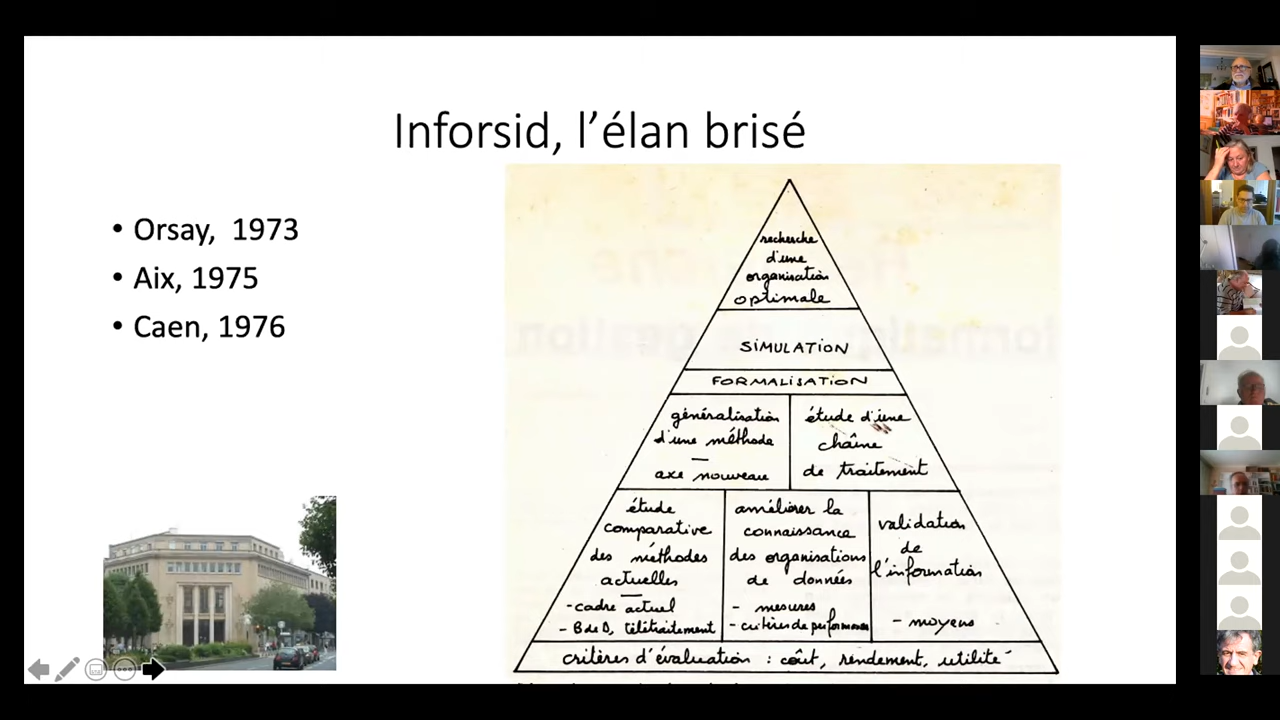 Inforsid, l’élan brisé
• Orsay, 1973
• Aix, 1975
• Caen, 1976
recherche
d'une
organisation
optimale
SIMULATION
FORMALISATION
généralisation
d'une méthode
axe nouveau
étude d'une
chaîne
de traitement
étude
comparative
des méthodes
actuelles
- cadre actuel
- B de D, télétraitement
améliorer la
connaissance
des organisations
de données
- mesures
- critères de performances
validation
de
l'information
- moyens
critères d'évaluation : coût, rendement, utilité